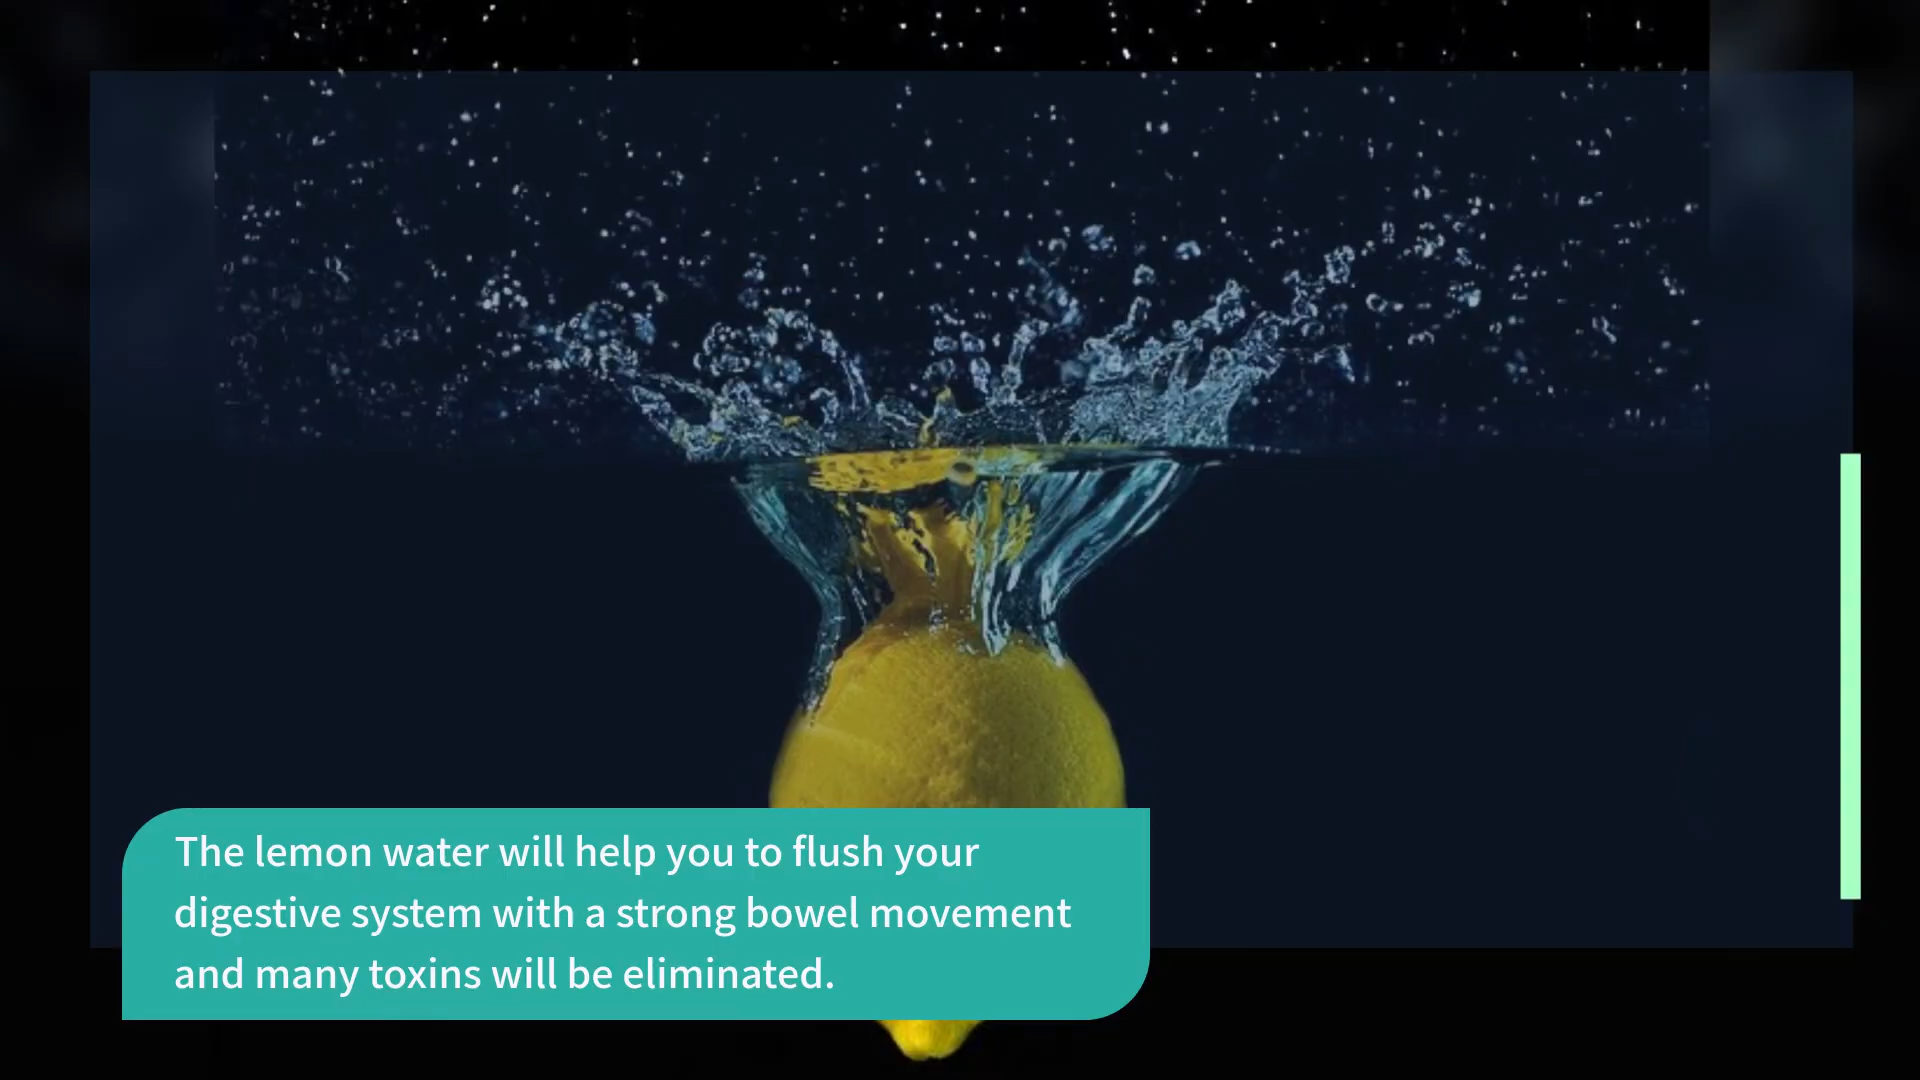 The lemon water will help you to flush your
digestive system with a strong bowel movement
and many toxins will be eliminated.